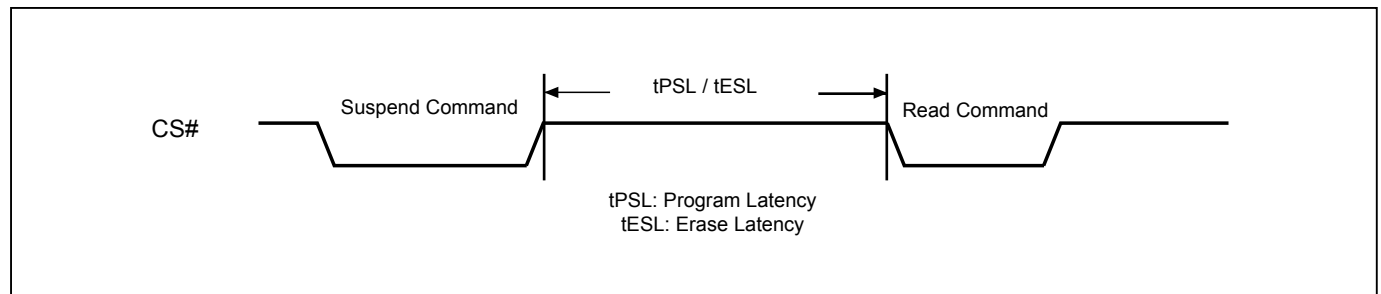 tPSL / tESL
Suspend Command
Read Command
CS#
tPSL: Program Latency
tESL: Erase Latency